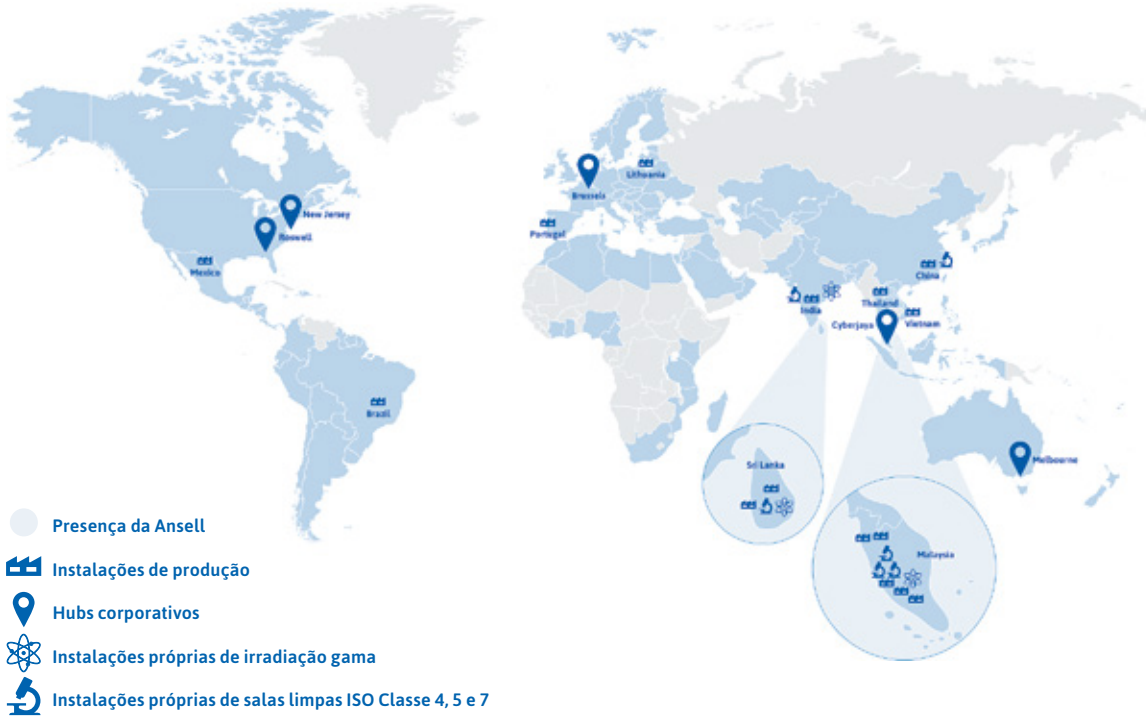 Lithuania
Brussels
New Jersey
Portugal
Roswell
Mexico
China
Thailand
India
Cyberjaya
Vietnam
Brazil
Melbourne
Sri Lanka
Malaysia
Presença da Ansell
Instalações de produção
Hubs corporativos
Instalações próprias de irradiação gama
Instalações próprias de salas limpas ISO Classe 4, 5 e 7